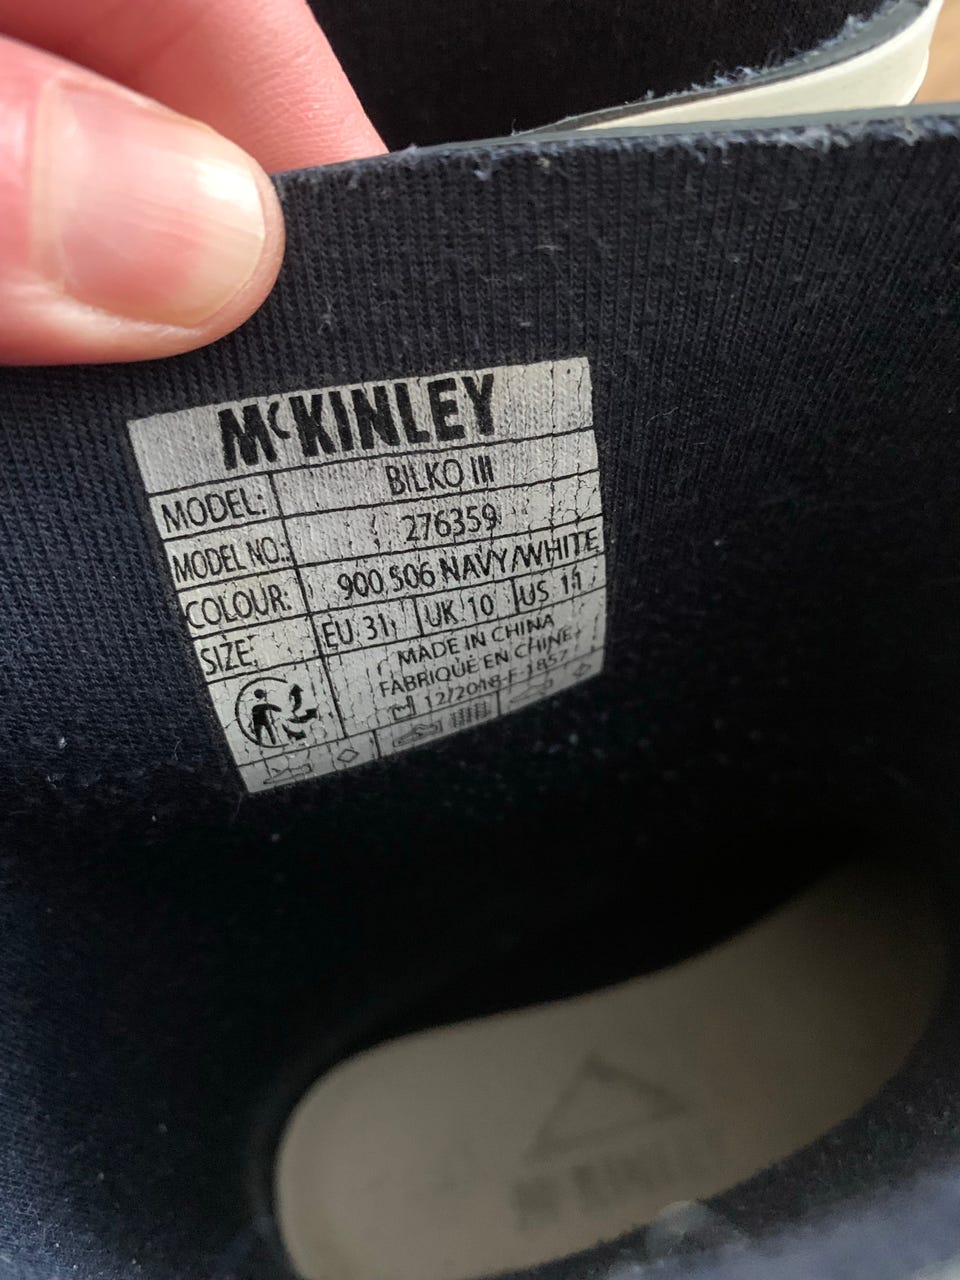 McKINLEY
MODEL: BILKO III
MODEL NO.: 276359
COLOUR: 900 506 NAVY/WHITE
SIZE: EU 31 UK 10 US 11
MADE IN CHINA
FABRIQUÉ EN CHINE
12/2018-F-1857
McKINLEY